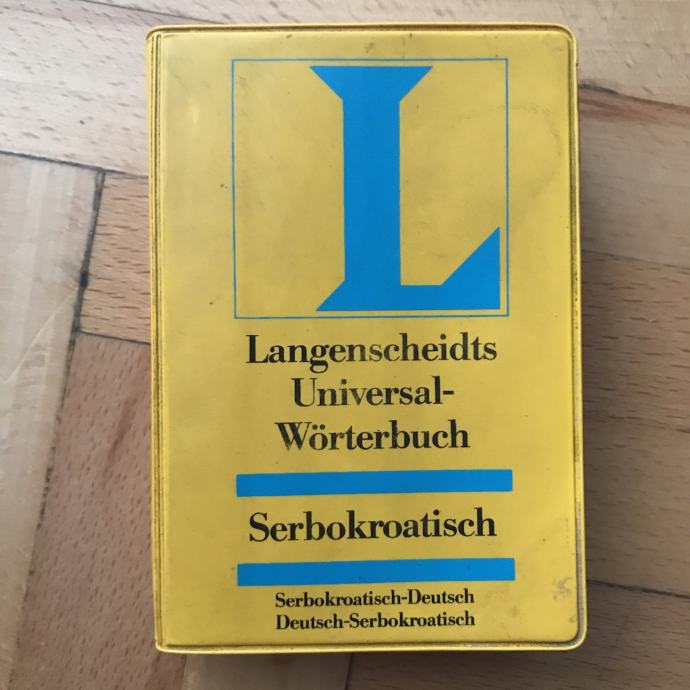 L
Langenscheidts
Universal-
Wörterbuch
Serbokroatisch
Serbokroatisch-Deutsch
Deutsch-Serbokroatisch